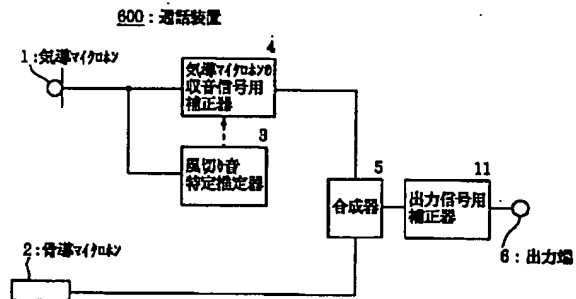 600：通話装置
1：気導マイクロホン
4
気導マイクロホンの
収音信号用
補正器
3
風切り音
特定推定器
5
合成器
11
出力信号用
補正器
6：出力端
2：骨導マイクロホン